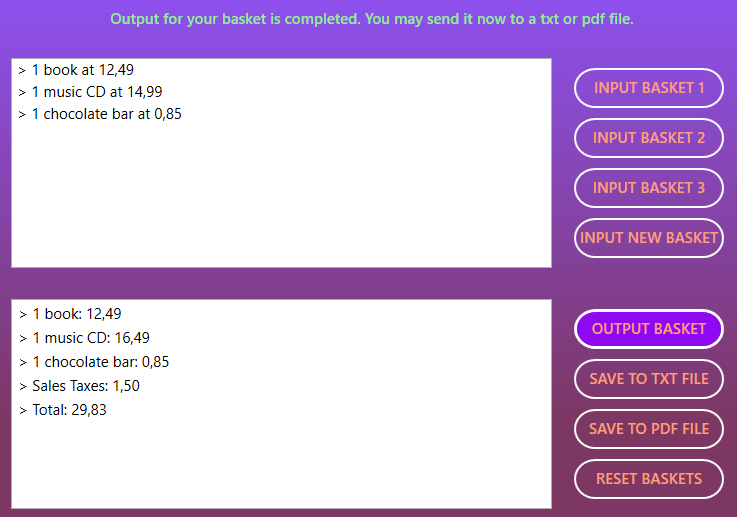 Output for your basket is completed. You may send it now to a txt or pdf file.
> 1 book at 12,49
> 1 music CD at 14,99
> 1 chocolate bar at 0,85
INPUT BASKET 1
INPUT BASKET 2
INPUT BASKET 3
INPUT NEW BASKET
> 1 book: 12,49
> 1 music CD: 16,49
> 1 chocolate bar: 0,85
> Sales Taxes: 1,50
> Total: 29,83
OUTPUT BASKET
SAVE TO TXT FILE
SAVE TO PDF FILE
RESET BASKETS